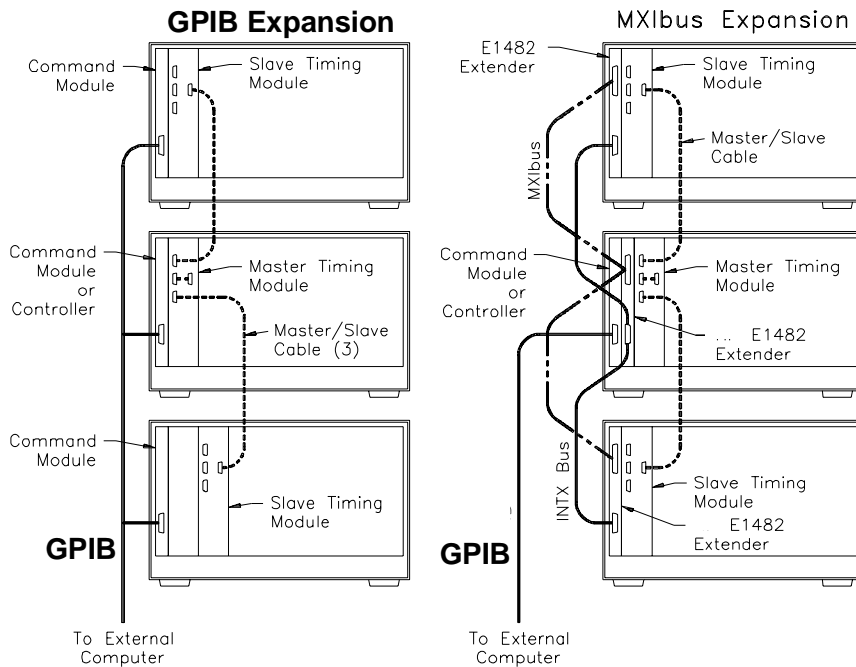 GPIB Expansion
Command
Module
Slave Timing
Module
Command
Module
or
Controller
Master Timing
Module
Master/Slave
Cable (3)
Command
Module
Slave Timing
Module
GPIB
To External
Computer
MXIbus Expansion
E1482
Extender
Slave Timing
Module
Master/Slave
Cable
MXIbus
Command
Module
or
Controller
Master Timing
Module
E1482
Extender
INTX Bus
Slave Timing
Module
E1482
Extender
GPIB
To External
Computer